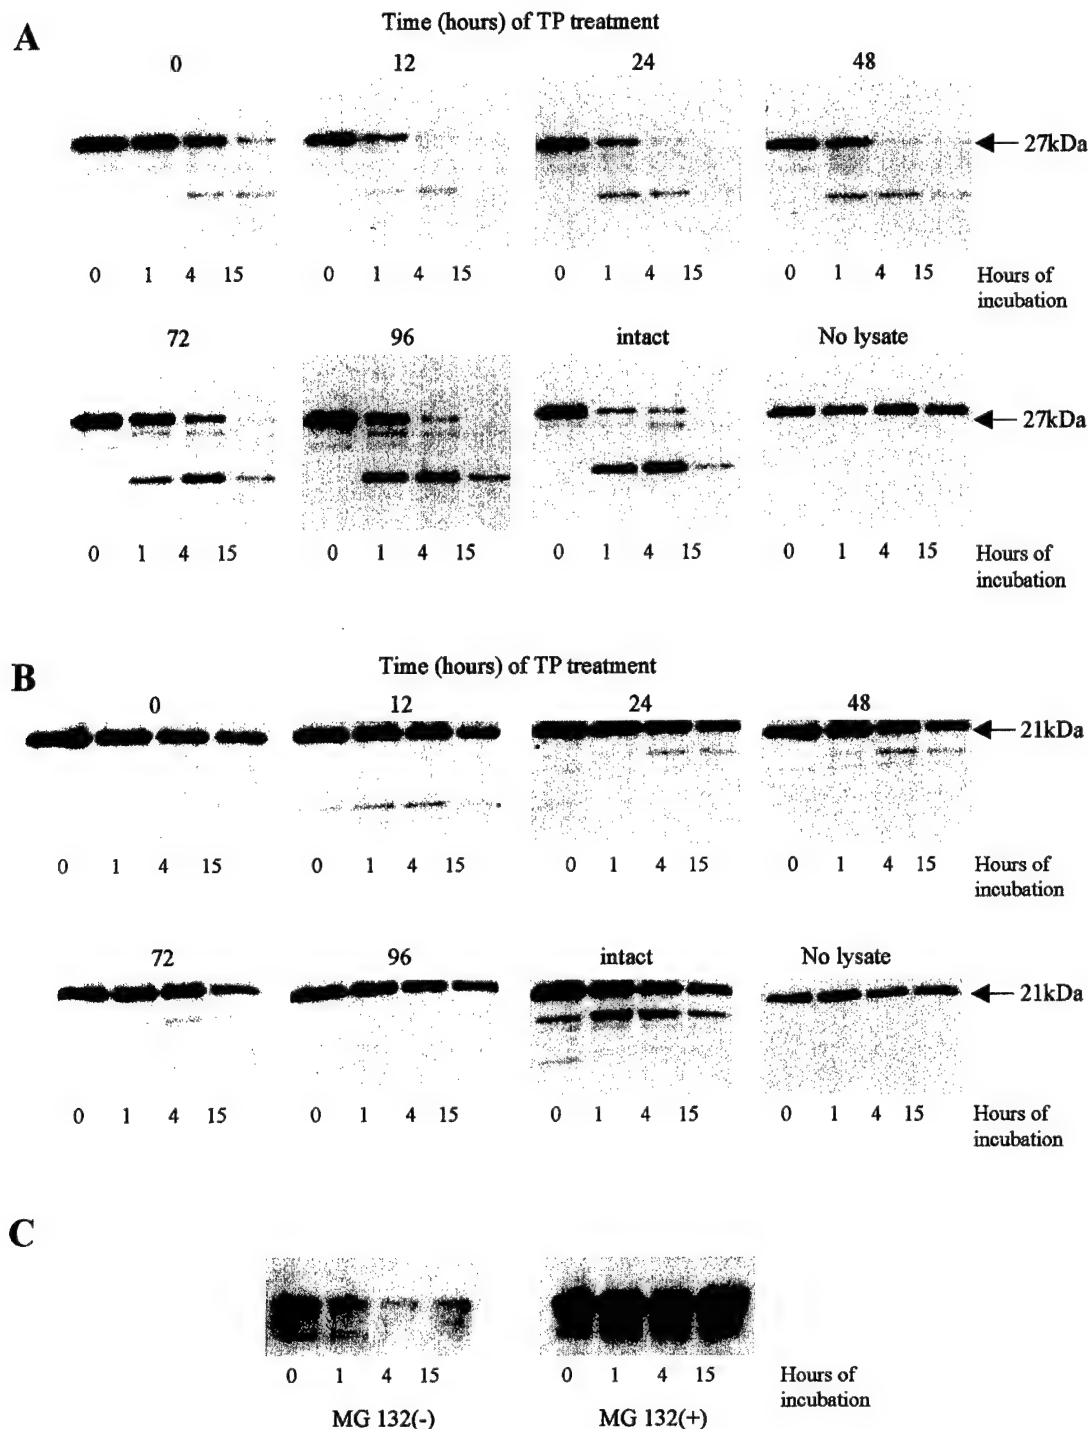 A
Time (hours) of TP treatment
0 12 24 48
27kDa
0 1 4 15 0 1 4 15 0 1 4 15 0 1 4 15 Hours of
incubation
72 96 intact No lysate
27kDa
0 1 4 15 0 1 4 15 0 1 4 15 0 1 4 15 Hours of
incubation
B
Time (hours) of TP treatment
0 12 24 48
21kDa
0 1 4 15 0 1 4 15 0 1 4 15 0 1 4 15 Hours of
incubation
72 96 intact No lysate
21kDa
0 1 4 15 0 1 4 15 0 1 4 15 0 1 4 15 Hours of
incubation
C
0 1 4 15 0 1 4 15 Hours of
incubation
MG 132(-) MG 132(+)